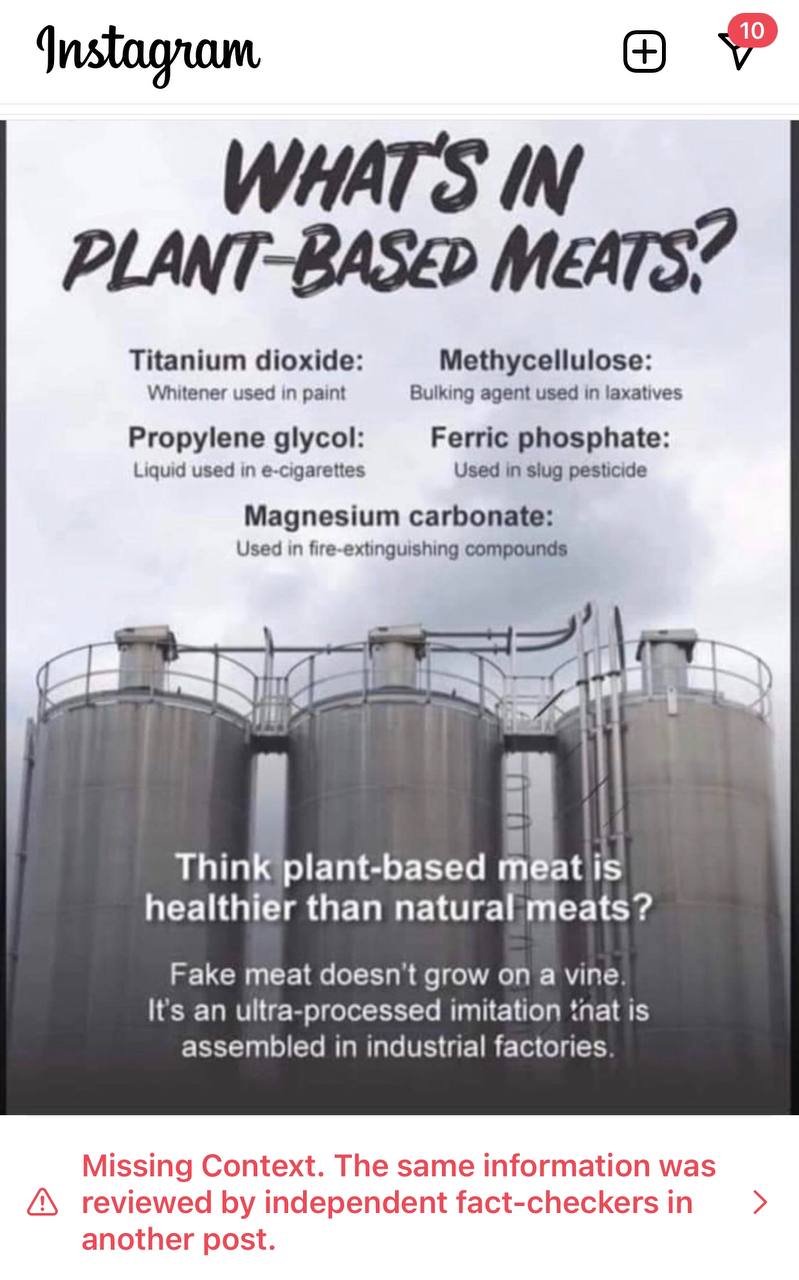 Instagram
10
WHAT'S IN
PLANT-BASED MEATS?
Titanium dioxide:
Whitener used in paint
Methycellulose:
Bulking agent used in laxatives
Propylene glycol:
Liquid used in e-cigarettes
Ferric phosphate:
Used in slug pesticide
Magnesium carbonate:
Used in fire-extinguishing compounds
Think plant-based meat is
healthier than natural meats?
Fake meat doesn't grow on a vine.
It's an ultra-processed imitation that is
assembled in industrial factories.
Missing Context. The same information was
reviewed by independent fact-checkers in
another post.